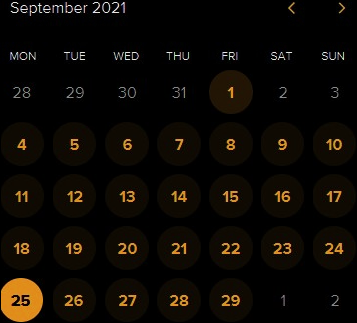 September 2021
MON TUE WED THU FRI SAT SUN
28 29 30 31 1 2 3
4 5 6 7 8 9 10
11 12 13 14 15 16 17
18 19 20 21 22 23 24
25 26 27 28 29 1 2